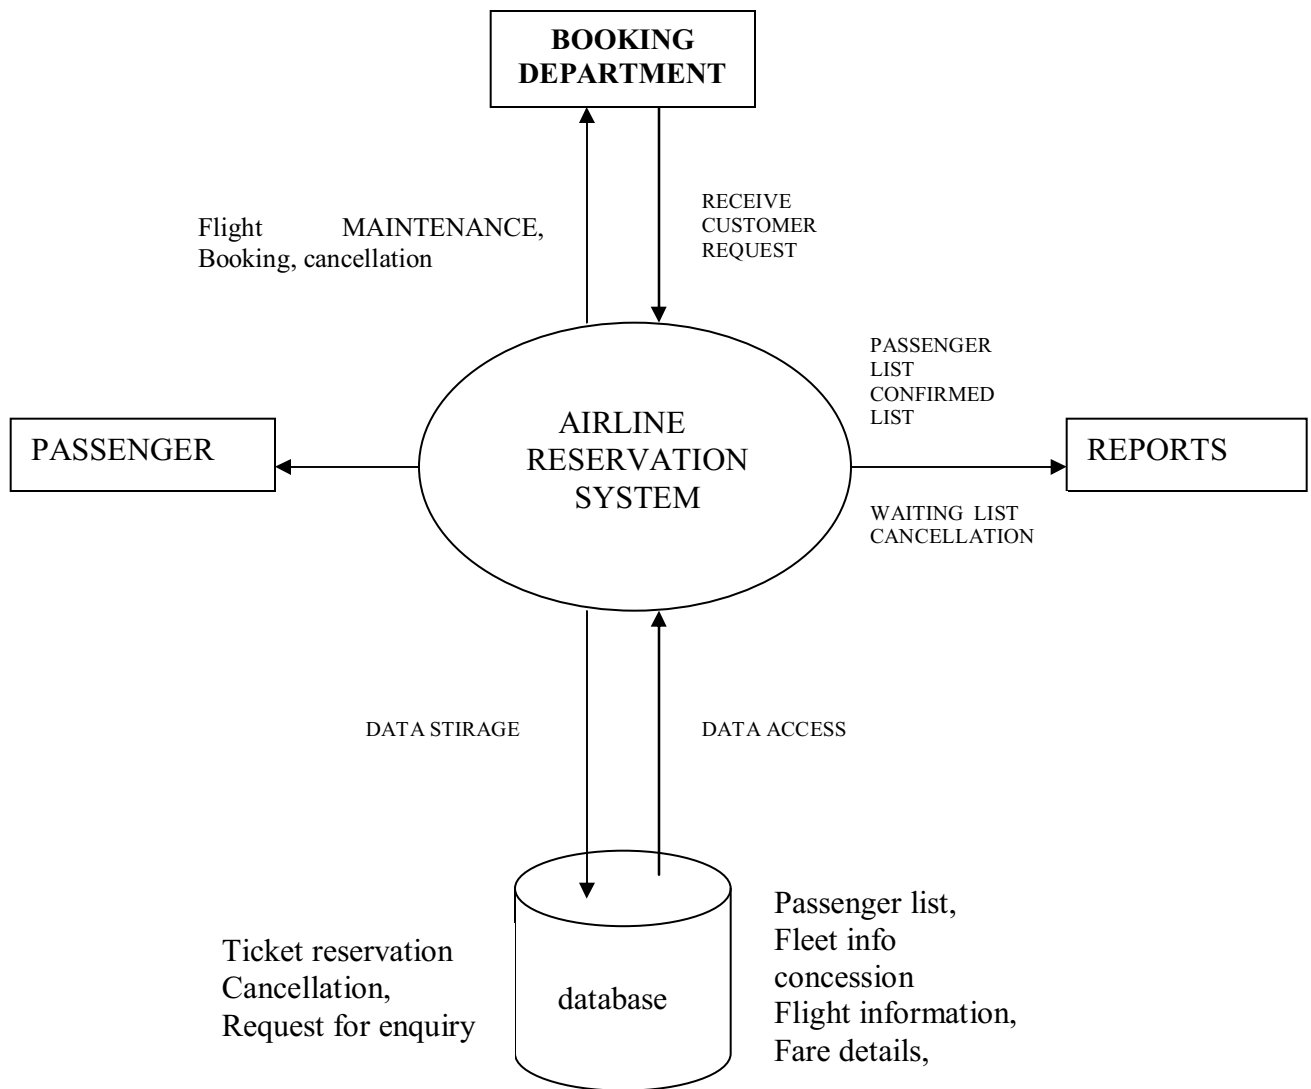 BOOKING
DEPARTMENT
RECEIVE
CUSTOMER
REQUEST
Flight MAINTENANCE,
Booking, cancellation
PASSENGER
LIST
CONFIRMED
LIST
PASSENGER
AIRLINE
RESERVATION
SYSTEM
REPORTS
WAITING LIST
CANCELLATION
DATA STIRAGE
DATA ACCESS
Ticket reservation
Cancellation,
Request for enquiry
database
Passenger list,
Fleet info
concession
Flight information,
Fare details,